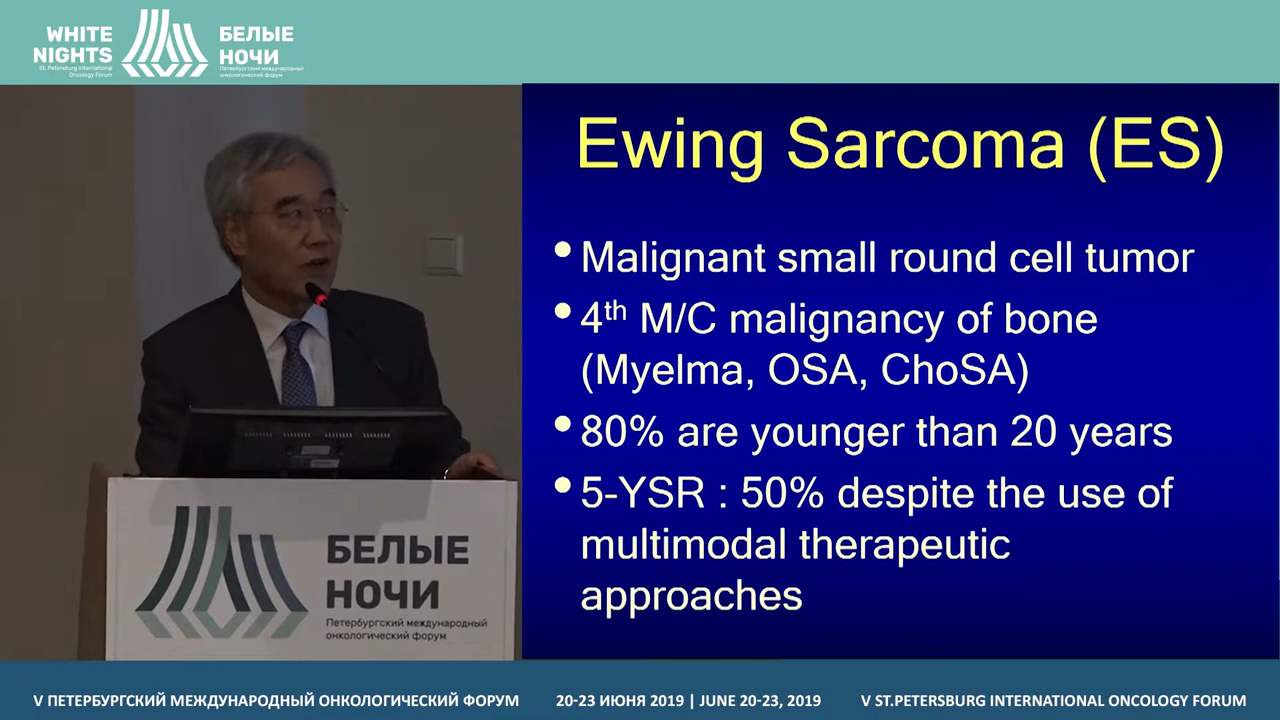 WHITE
NIGHTS
St. Petersburg International
Oncology Forum
БЕЛЫЕ
НОЧИ
Петербургский международный
онкологический форум
Ewing Sarcoma (ES)
• Malignant small round cell tumor
• 4th M/C malignancy of bone
(Myelma, OSA, ChoSA)
• 80% are younger than 20 years
• 5-YSR : 50% despite the use of
multimodal therapeutic
approaches
БЕЛЫЕ
НОЧИ
Петербургский международный
онкологический форум
V ПЕТЕРБУРГСКИЙ МЕЖДУНАРОДНЫЙ ОНКОЛОГИЧЕСКИЙ ФОРУМ
20-23 ИЮНЯ 2019 | JUNE 20-23, 2019
V ST.PETERSBURG INTERNATIONAL ONCOLOGY FORUM